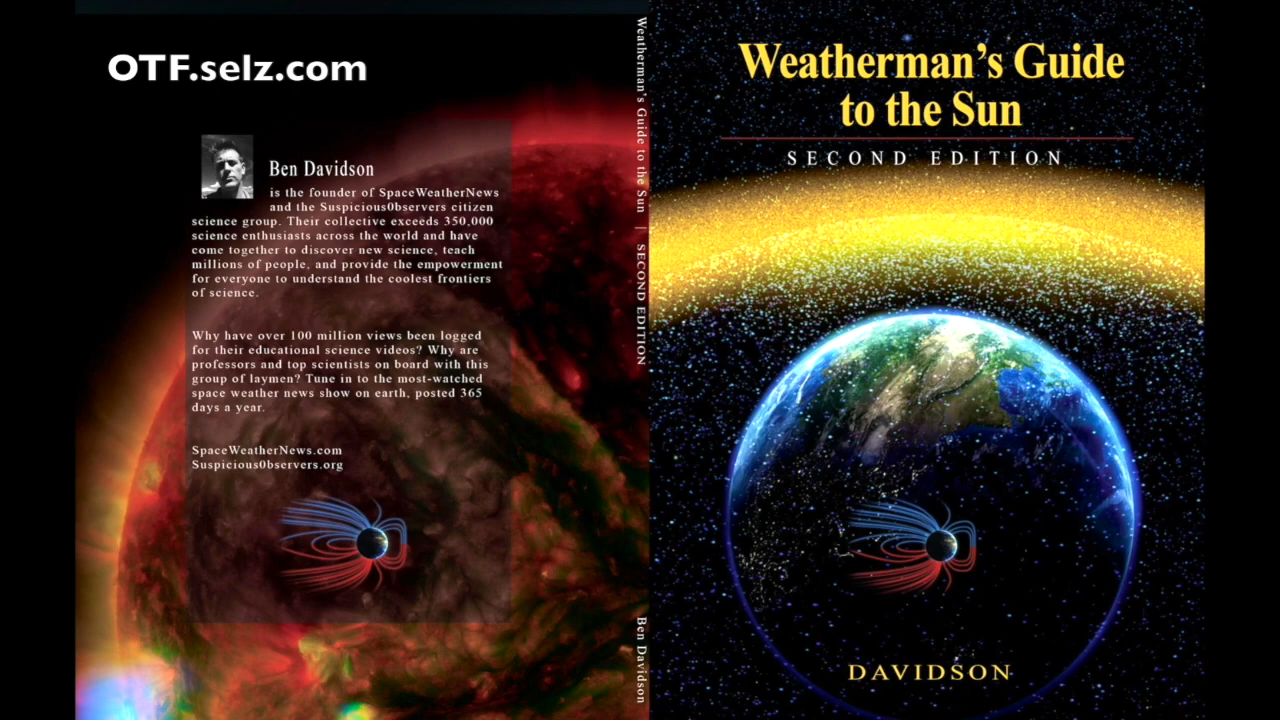 OTF.selz.com
Ben Davidson
is the founder of SpaceWeatherNews
and the Suspicious0bservers citizen
science group. Their collective exceeds 350,000
science enthusiasts across the world and have
come together to discover new science, teach
millions of people, and provide the empowerment
for everyone to understand the coolest frontiers
of science.
Why have over 100 million views been logged
for their educational science videos? Why are
professors and top scientists on board with this
group of laymen? Tune in to the most-watched
space weather news show on earth, posted 365
days a year.
SpaceWeatherNews.com
Suspicious0bservers.org
Weatherman's Guide to the Sun | SECOND EDITION
Ben Davidson
Weatherman's Guide
to the Sun
SECOND EDITION
DAVIDSON